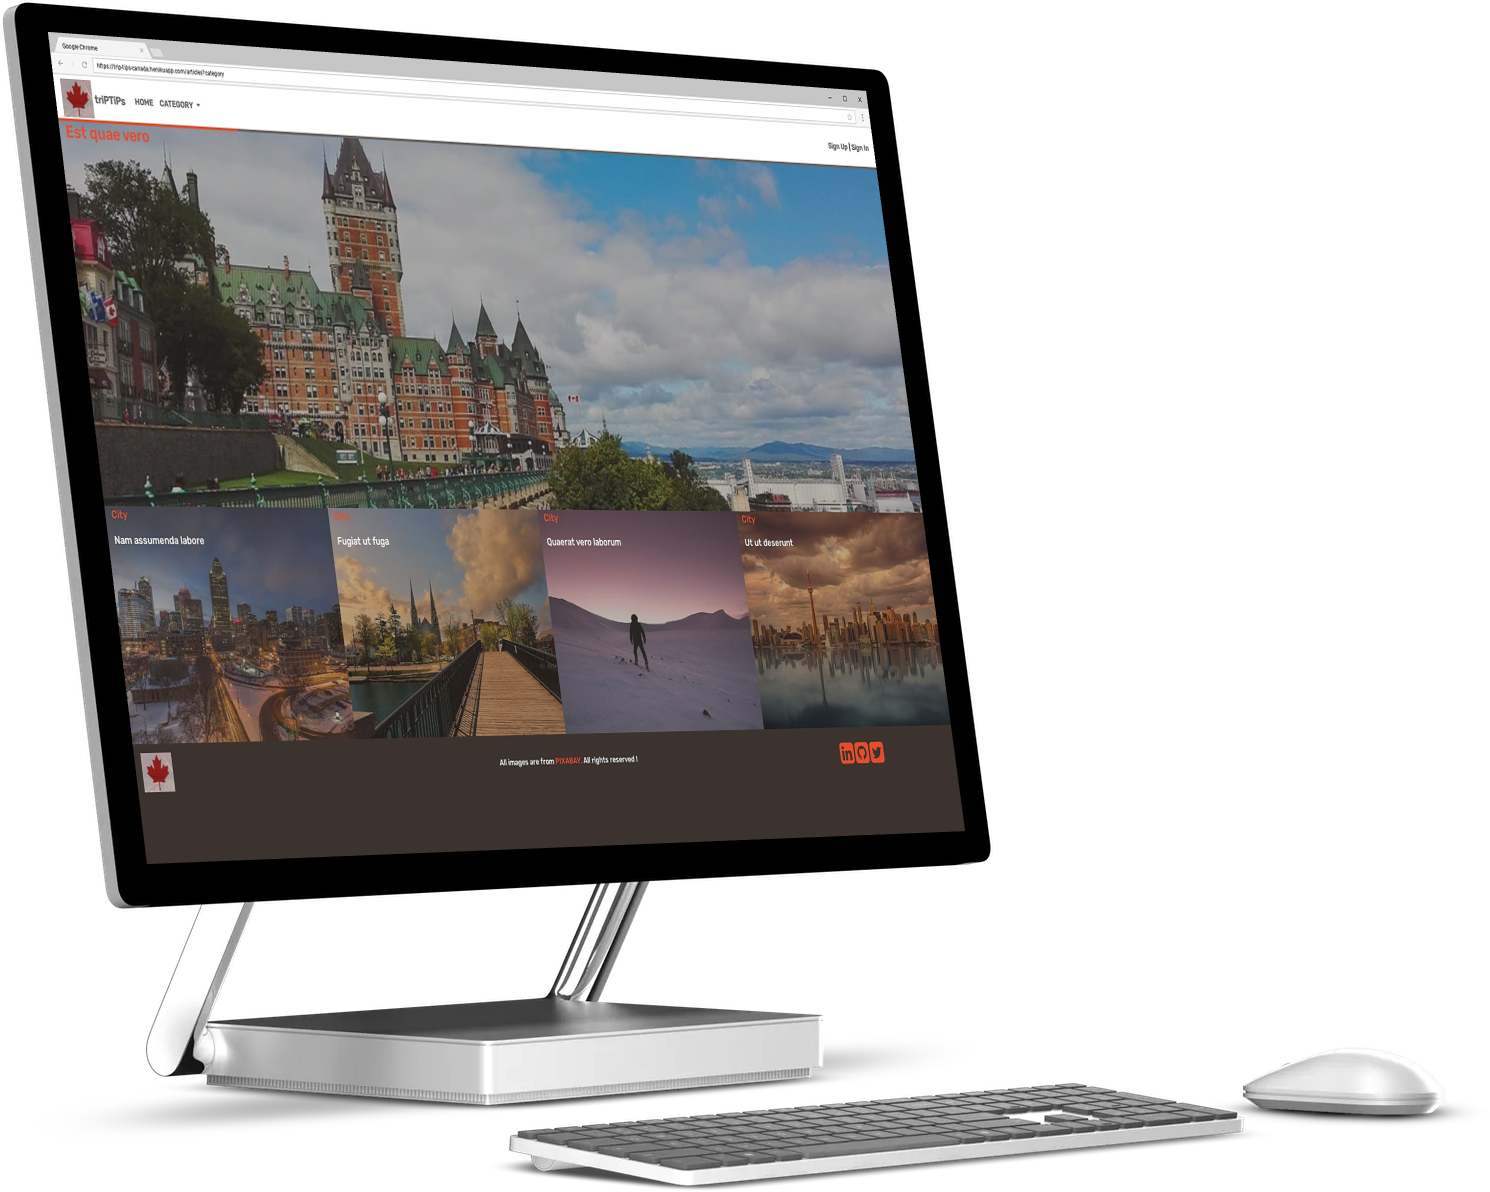 Google Chrome
https://trip-tips-canada.herokuapp.com/articles?category
triPTiPs HOME CATEGORY
Sign Up | Sign In
Est quae vero
City City City City
Nam assumenda labore Fugiat ut fuga Quaerat vero laborum Ut ut deserunt
All images are from PIXABAY. All rights reserved !
in